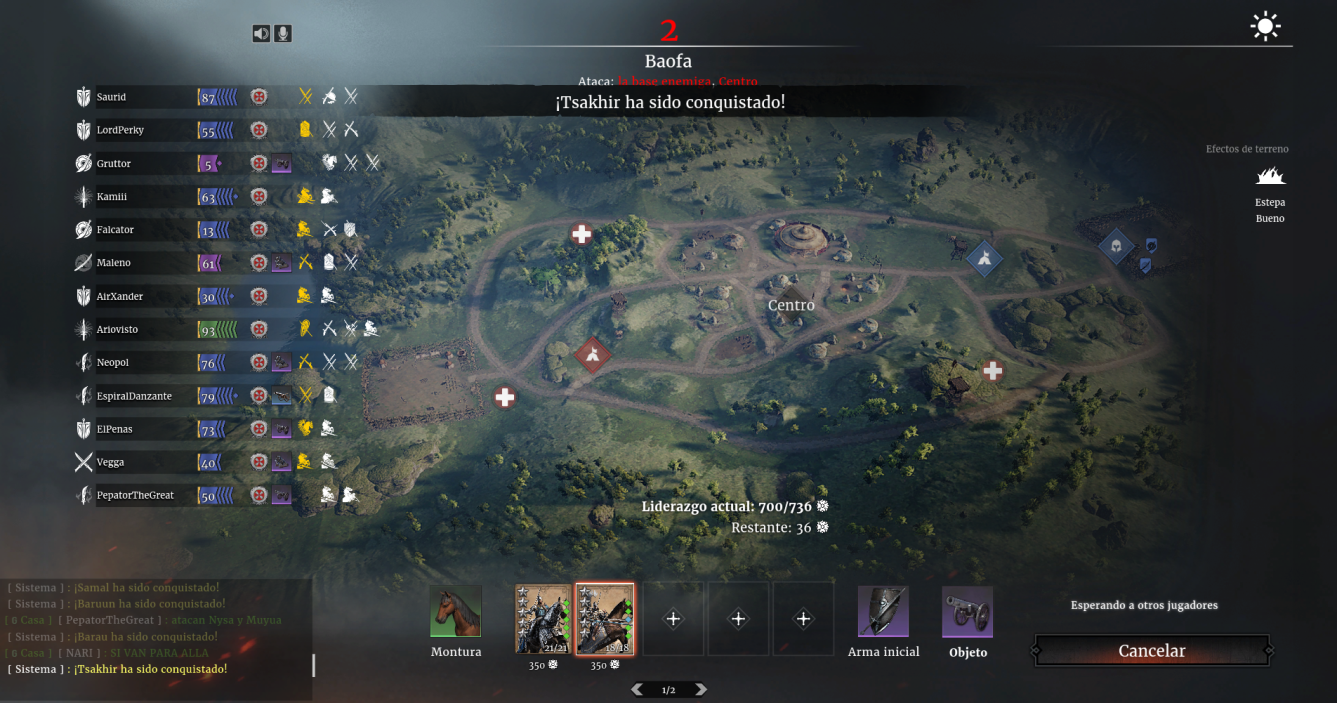 2
Baofa
Ataca: la base enemiga, Centro
¡Tsakhir ha sido conquistado!
Saurid 87
LordPerky 55
Gruttor 5
Kamiii 63
Falcator 13
Maleno 61
AirXander 30
Ariovisto 93
Neopol 76
EspiralDanzante 79
ElPenas 73
Vegga 40
PepatorTheGreat 50
Efectos de terreno
Estepa
Bueno
Centro
Liderazgo actual: 700/736
Restante: 36
[ Sistema ] : ¡Samal ha sido conquistado!
[ Sistema ] : ¡Baruun ha sido conquistado!
[ 6 Casa ] [ PepatorTheGreat ] : atacan Nysa y Muyua
[ Sistema ] : ¡Barau ha sido conquistado!
[ 6 Casa ] [ NARI ] : SI VAN PARA ALLA
[ Sistema ] : ¡Tsakhir ha sido conquistado!
Montura
21/21
350
18/18
350
1/2
Arma inicial
Objeto
Esperando a otros jugadores
Cancelar